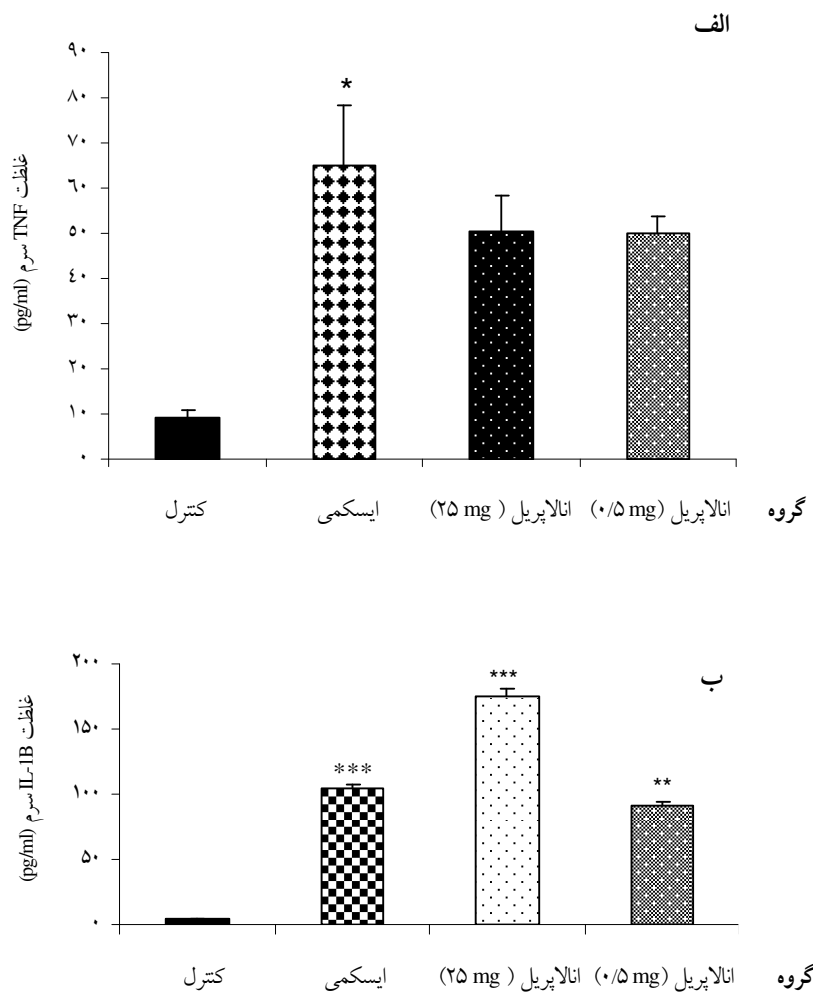 الف
۹۰
۸۰
*
۷۰
٦۰
۵۰
٤۰
۳۰
۲۰
۱۰
۰
غلظت TNF سرم (pg/ml)
کنترل
ایسکمی
انالاپریل ( ۲۵ mg)
انالاپریل (۰/۵ mg)
گروه
ب
۲۰۰
۱۵۰
۱۰۰
۵۰
۰
***
***
**
غلظت IL-1B سرم (pg/ml)
کنترل
ایسکمی
انالاپریل ( ۲۵ mg)
انالاپریل (۰/۵ mg)
گروه